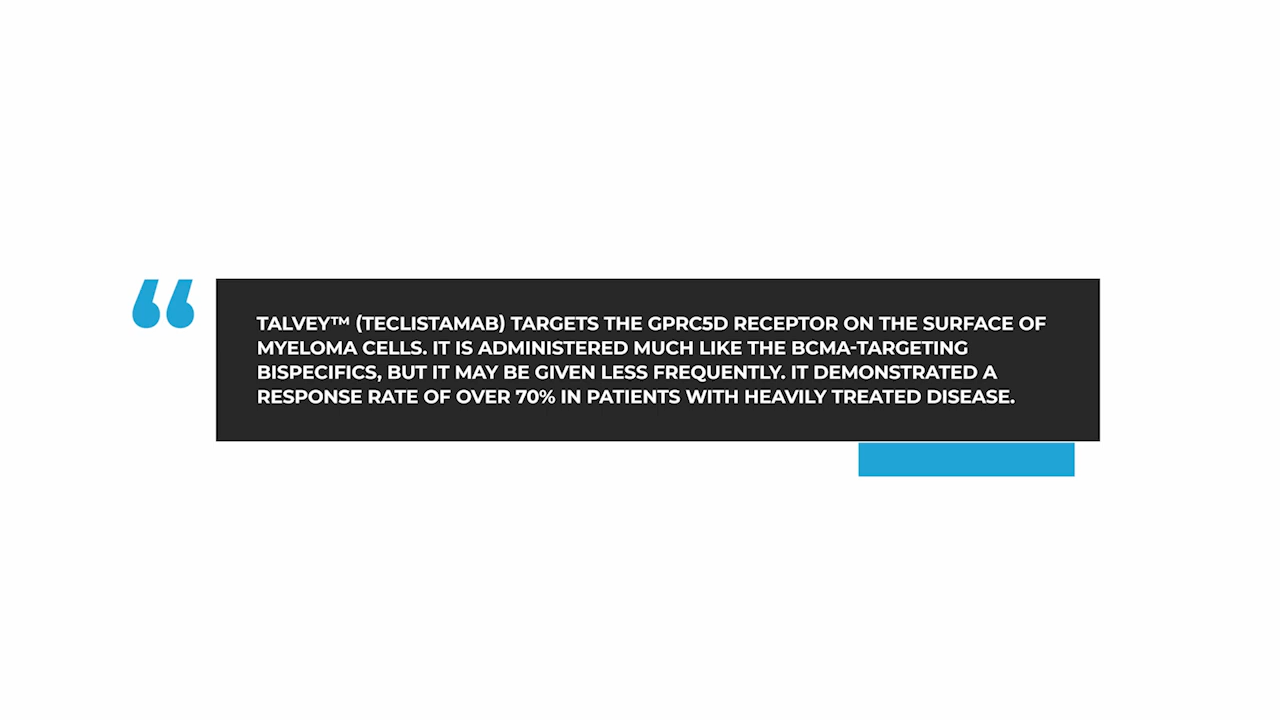 “
TALVEY™ (TECLISTAMAB) TARGETS THE GPRC5D RECEPTOR ON THE SURFACE OF
MYELOMA CELLS. IT IS ADMINISTERED MUCH LIKE THE BCMA-TARGETING
BISPECIFICS, BUT IT MAY BE GIVEN LESS FREQUENTLY. IT DEMONSTRATED A
RESPONSE RATE OF OVER 70% IN PATIENTS WITH HEAVILY TREATED DISEASE.